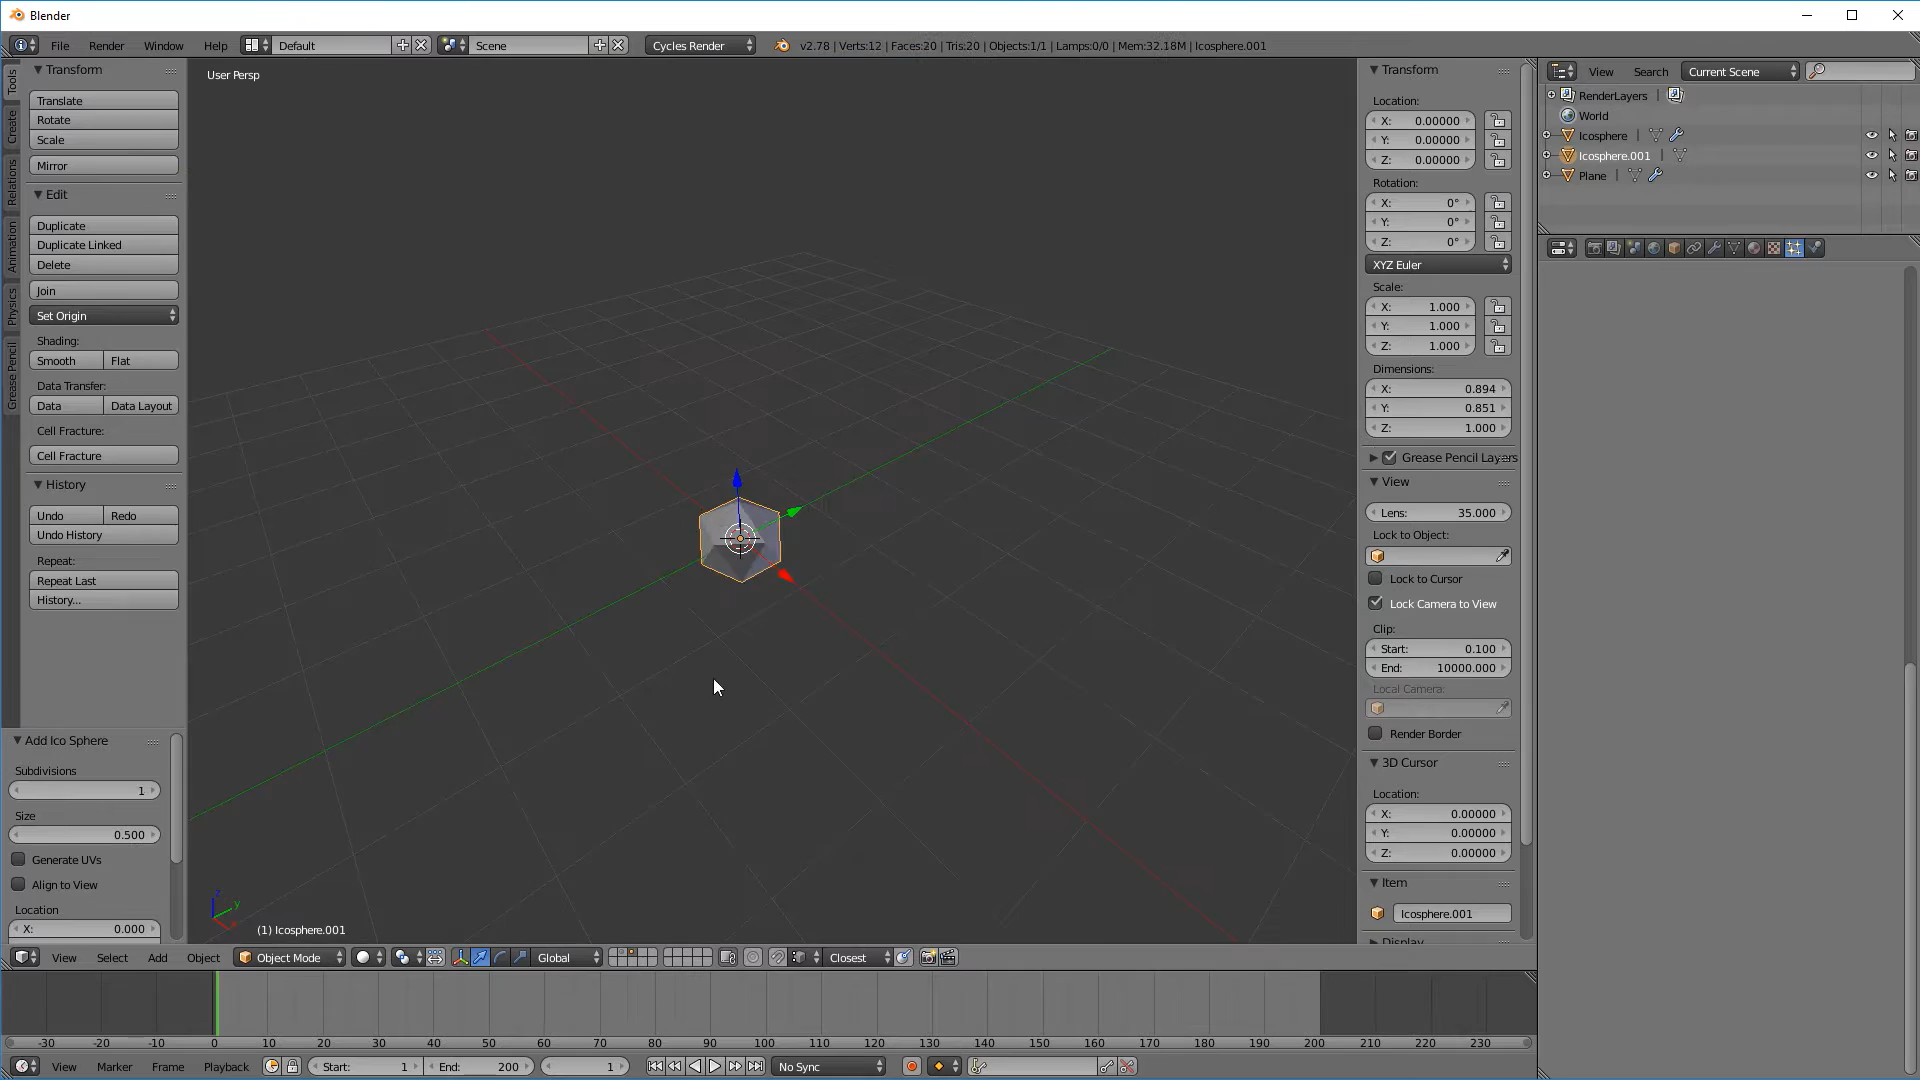 Blender
File Render Window Help Default Scene Cycles Render v2.78 | Verts:12 | Faces:20 | Tris:20 | Objects:1/1 | Lamps:0/0 | Mem:32.18M | Icosphere.001
Tools
Create
Relations
Animation
Physics
Grease Pencil
Transform
Translate
Rotate
Scale
Mirror
Edit
Duplicate
Duplicate Linked
Delete
Join
Set Origin
Shading:
Smooth Flat
Data Transfer:
Data Data Layout
Cell Fracture:
Cell Fracture
History
Undo Redo
Undo History
Repeat:
Repeat Last
History...
Add Ico Sphere
Subdivisions
1
Size
0.500
Generate UVs
Align to View
Location
X: 0.000
User Persp
z
y
x
(1) Icosphere.001
Transform
Location:
X: 0.00000
Y: 0.00000
Z: 0.00000
Rotation:
X: 0°
Y: 0°
Z: 0°
XYZ Euler
Scale:
X: 1.000
Y: 1.000
Z: 1.000
Dimensions:
X: 0.894
Y: 0.851
Z: 1.000
Grease Pencil Layers
View
Lens: 35.000
Lock to Object:
Lock to Cursor
Lock Camera to View
Clip:
Start: 0.100
End: 10000.000
Local Camera:
Render Border
3D Cursor
Location:
X: 0.00000
Y: 0.00000
Z: 0.00000
Item
Icosphere.001
Display
View Search Current Scene
RenderLayers |
World
Icosphere |
Icosphere.001 |
Plane |
View Select Add Object Object Mode Global Closest
-30 -20 -10 0 10 20 30 40 50 60 70 80 90 100 110 120 130 140 150 160 170 180 190 200 210 220 230
View Marker Frame Playback Start: 1 End: 200 1 No Sync